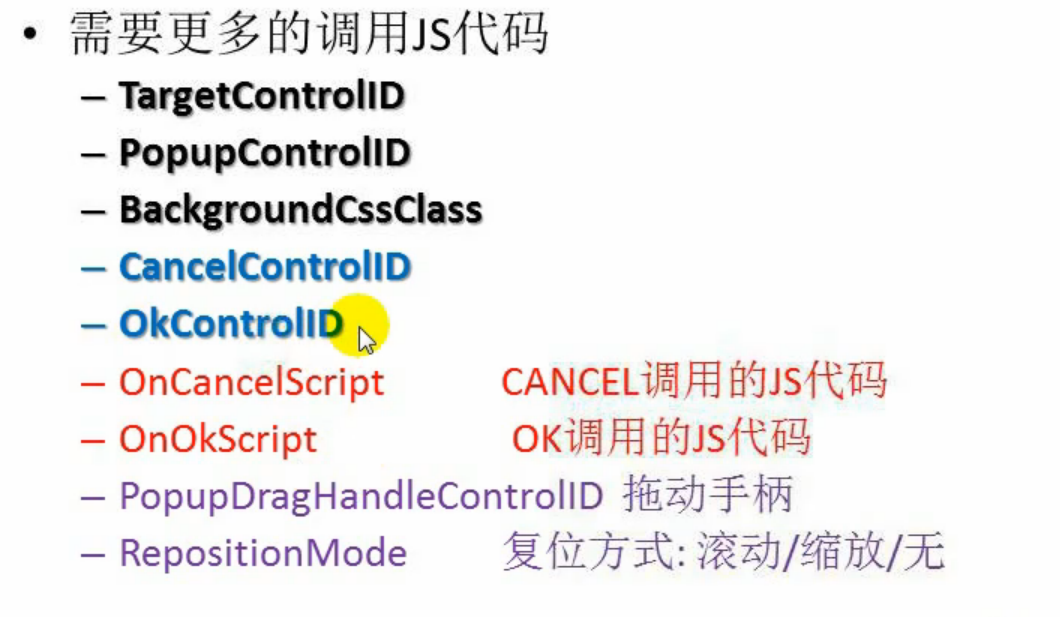 • 需要更多的调用JS代码
– TargetControlID
– PopupControlID
– BackgroundCssClass
– CancelControlID
– OkControlID
– OnCancelScript CANCEL调用的JS代码
– OnOkScript OK调用的JS代码
– PopupDragHandleControlID 拖动手柄
– RepositionMode 复位方式: 滚动/缩放/无